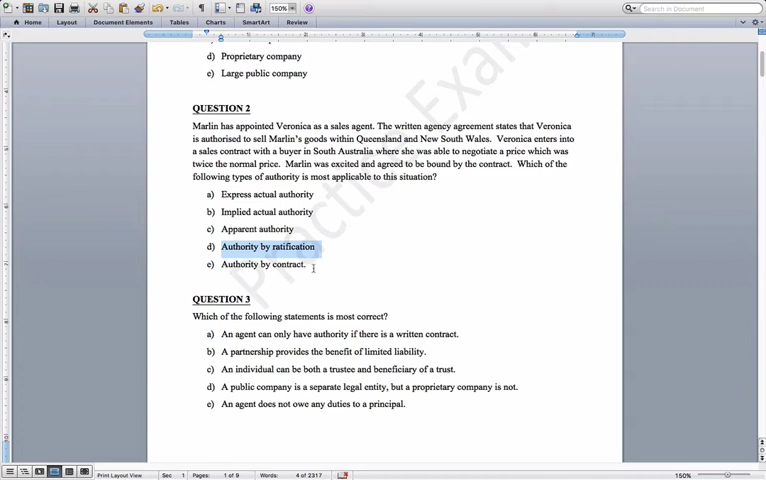 150%
Search in Document
Home
Layout
Document Elements
Tables
Charts
SmartArt
Review
d) Proprietary company
e) Large public company
QUESTION 2
Marlin has appointed Veronica as a sales agent. The written agency agreement states that Veronica
is authorised to sell Marlin's goods within Queensland and New South Wales. Veronica enters into
a sales contract with a buyer in South Australia where she was able to negotiate a price which was
twice the normal price. Marlin was excited and agreed to be bound by the contract. Which of the
following types of authority is most applicable to this situation?
a) Express actual authority
b) Implied actual authority
c) Apparent authority
d) Authority by ratification
e) Authority by contract.
QUESTION 3
Which of the following statements is most correct?
a) An agent can only have authority if there is a written contract.
b) A partnership provides the benefit of limited liability.
c) An individual can be both a trustee and beneficiary of a trust.
d) A public company is a separate legal entity, but a proprietary company is not.
e) An agent does not owe any duties to a principal.
Practice Exam
Print Layout View
Sec 1
Pages: 1 of 9
Words: 4 of 2317
150%